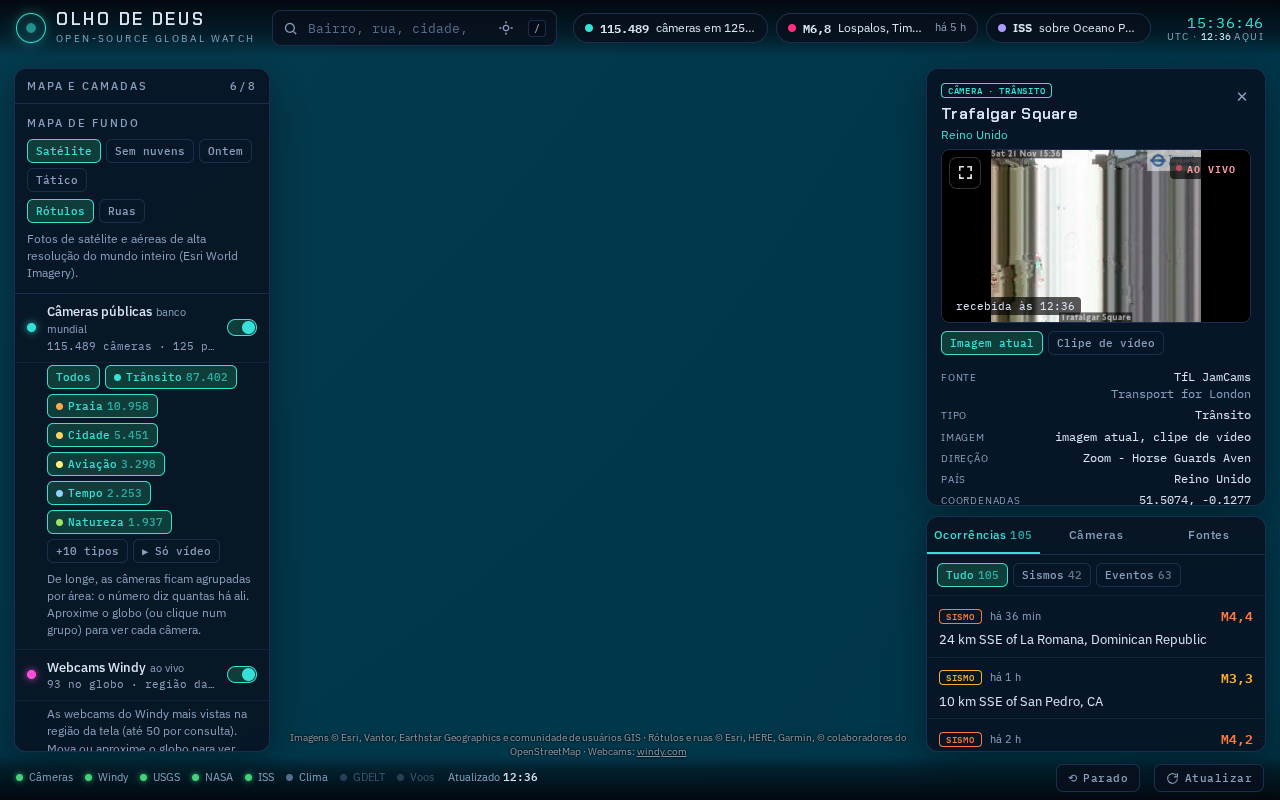 OLHO DE DEUS
OPEN-SOURCE GLOBAL WATCH
Bairro, rua, cidade,
/
115.489 câmeras em 125...
M6,8 Lospalos, Tim... há 5 h
ISS sobre Oceano P...
15:36:46
UTC · 12:36 AQUI
MAPA E CAMADAS 6/8
MAPA DE FUNDO
Satélite Sem nuvens Ontem
Tático
Rótulos Ruas
Fotos de satélite e aéreas de alta
resolução do mundo inteiro (Esri World
Imagery).
Câmeras públicas banco
mundial
115.489 câmeras · 125 p…
Todos Trânsito 87.402
Praia 10.958
Cidade 5.451
Aviação 3.298
Tempo 2.253
Natureza 1.937
+10 tipos ▶ Só vídeo
De longe, as câmeras ficam agrupadas
por área: o número diz quantas há ali.
Aproxime o globo (ou clique num
grupo) para ver cada câmera.
Webcams Windy ao vivo
93 no globo · região da…
As webcams do Windy mais vistas na
região da tela (até 50 por consulta).
Mova ou aproxime o globo para ver
CÂMERA · TRÂNSITO
✕
Trafalgar Square
Reino Unido
Sat 21 Nov 15:36
AO VIVO
recebida às 12:36
Trafalgar Square
Imagem atual Clipe de vídeo
FONTE TfL JamCams
Transport for London
TIPO Trânsito
IMAGEM imagem atual, clipe de vídeo
DIREÇÃO Zoom - Horse Guards Aven
PAÍS Reino Unido
COORDENADAS 51.5074, -0.1277
Ocorrências 105 Câmeras Fontes
Tudo 105 Sismos 42 Eventos 63
SISMO há 36 min M4,4
24 km SSE of La Romana, Dominican Republic
SISMO há 1 h M3,3
10 km SSE of San Pedro, CA
SISMO há 2 h M4,2
Imagens © Esri, Vantor, Earthstar Geographics e comunidade de usuários GIS · Rótulos e ruas © Esri, HERE, Garmin, © colaboradores do
OpenStreetMap · Webcams: windy.com
Câmeras Windy USGS NASA ISS Clima GDELT Voos Atualizado 12:36
⟲ Parado Atualizar